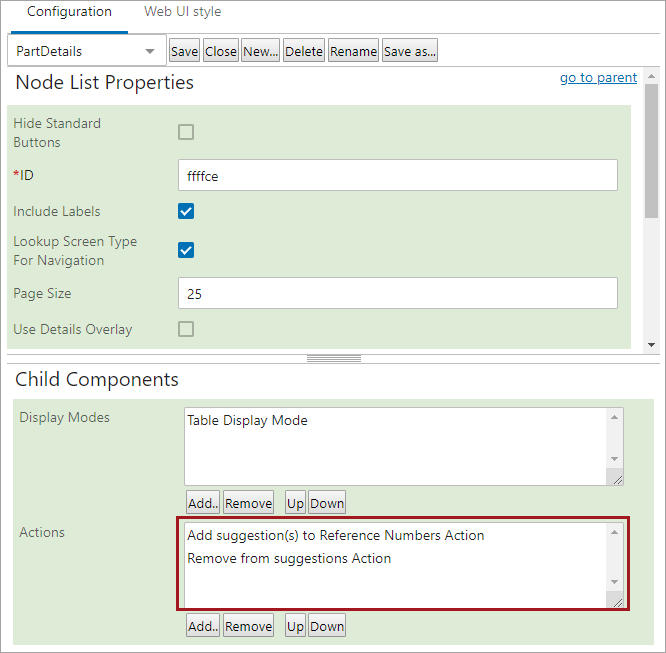 Configuration Web UI style
PartDetails Save Close New... Delete Rename Save as...
Node List Properties go to parent
Hide Standard
Buttons
*ID ffffce
Include Labels
Lookup Screen Type
For Navigation
Page Size 25
Use Details Overlay
Child Components
Display Modes Table Display Mode
Add.. Remove Up Down
Actions Add suggestion(s) to Reference Numbers Action
Remove from suggestions Action
Add.. Remove Up Down